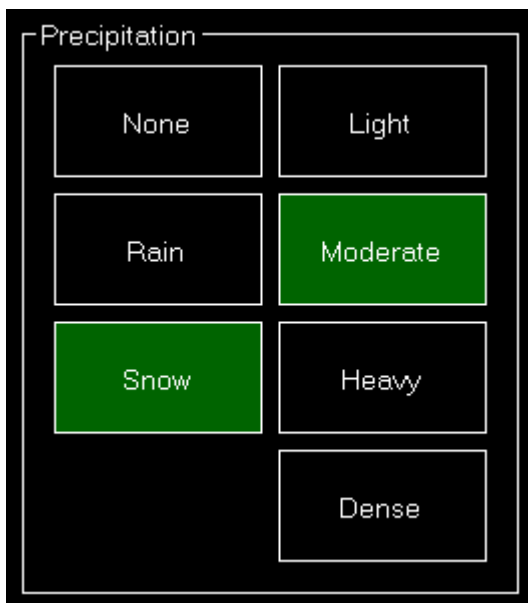 Precipitation
None
Light
Rain
Moderate
Snow
Heavy
Dense